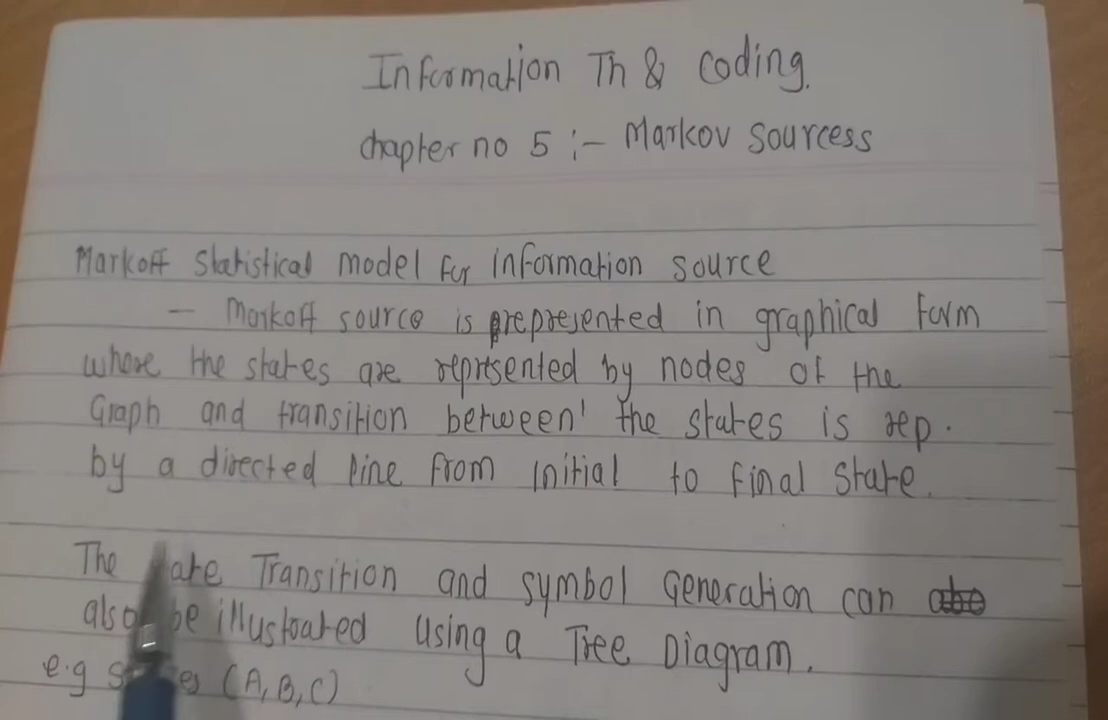 Information Th & Coding.
chapter no 5 :- Markov Sourcess
Markoff Statistical model for information source
- Markoff source is represented in graphical form
where the states are represented by nodes of the
Graph and transition between the states is rep.
by a directed line from initial to final state.
The Transition and symbol Generation can
also be illustrated using a Tree Diagram.
e.g (A, B, C)